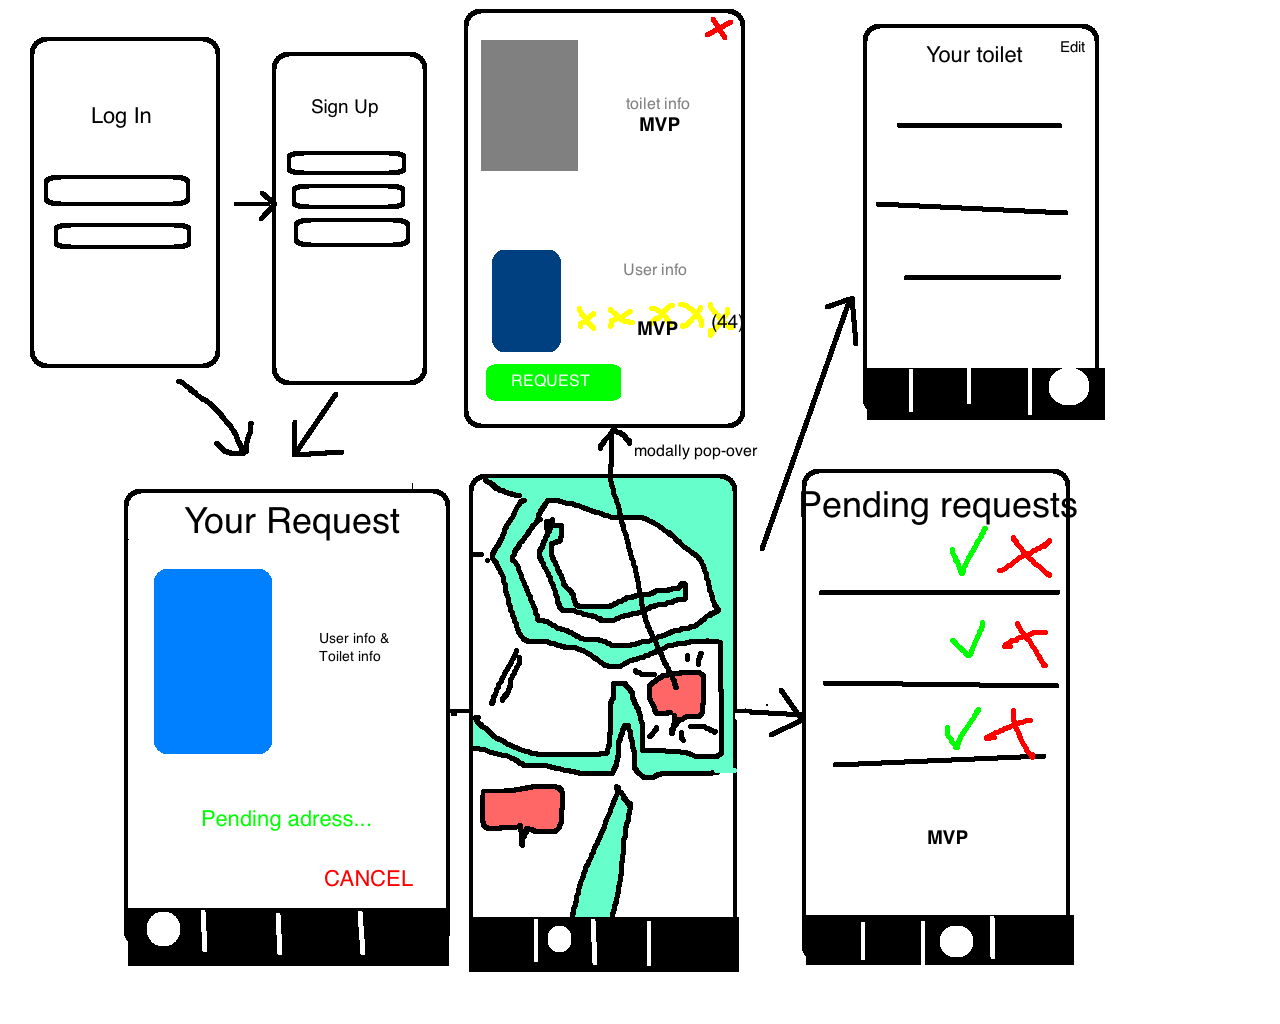 Log In
Sign Up
toilet info
MVP
User info
MVP
(44)
REQUEST
Your toilet
Edit
modally pop-over
Your Request
User info &
Toilet info
Pending adress...
CANCEL
Pending requests
MVP